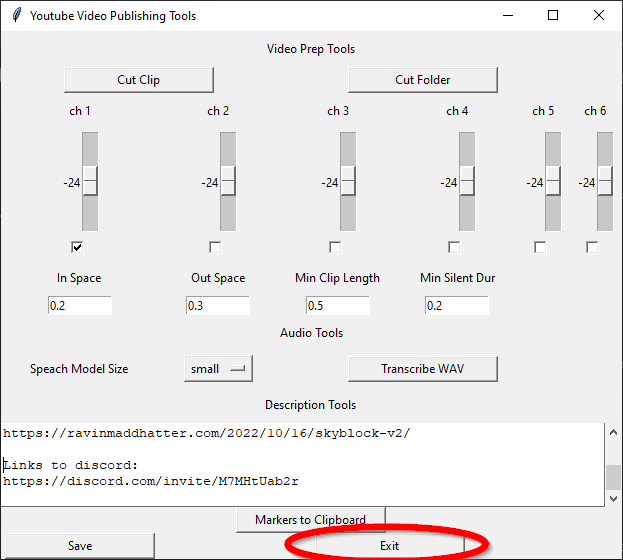 Youtube Video Publishing Tools
Video Prep Tools
Cut Clip Cut Folder
ch 1 ch 2 ch 3 ch 4 ch 5 ch 6
-24 -24 -24 -24 -24 -24
In Space Out Space Min Clip Length Min Silent Dur
0.2 0.3 0.5 0.2
Audio Tools
Speach Model Size small Transcribe WAV
Description Tools
https://ravinmaddhatter.com/2022/10/16/skyblock-v2/
Links to discord:
https://discord.com/invite/M7MHtUab2r
Markers to Clipboard
Save Exit